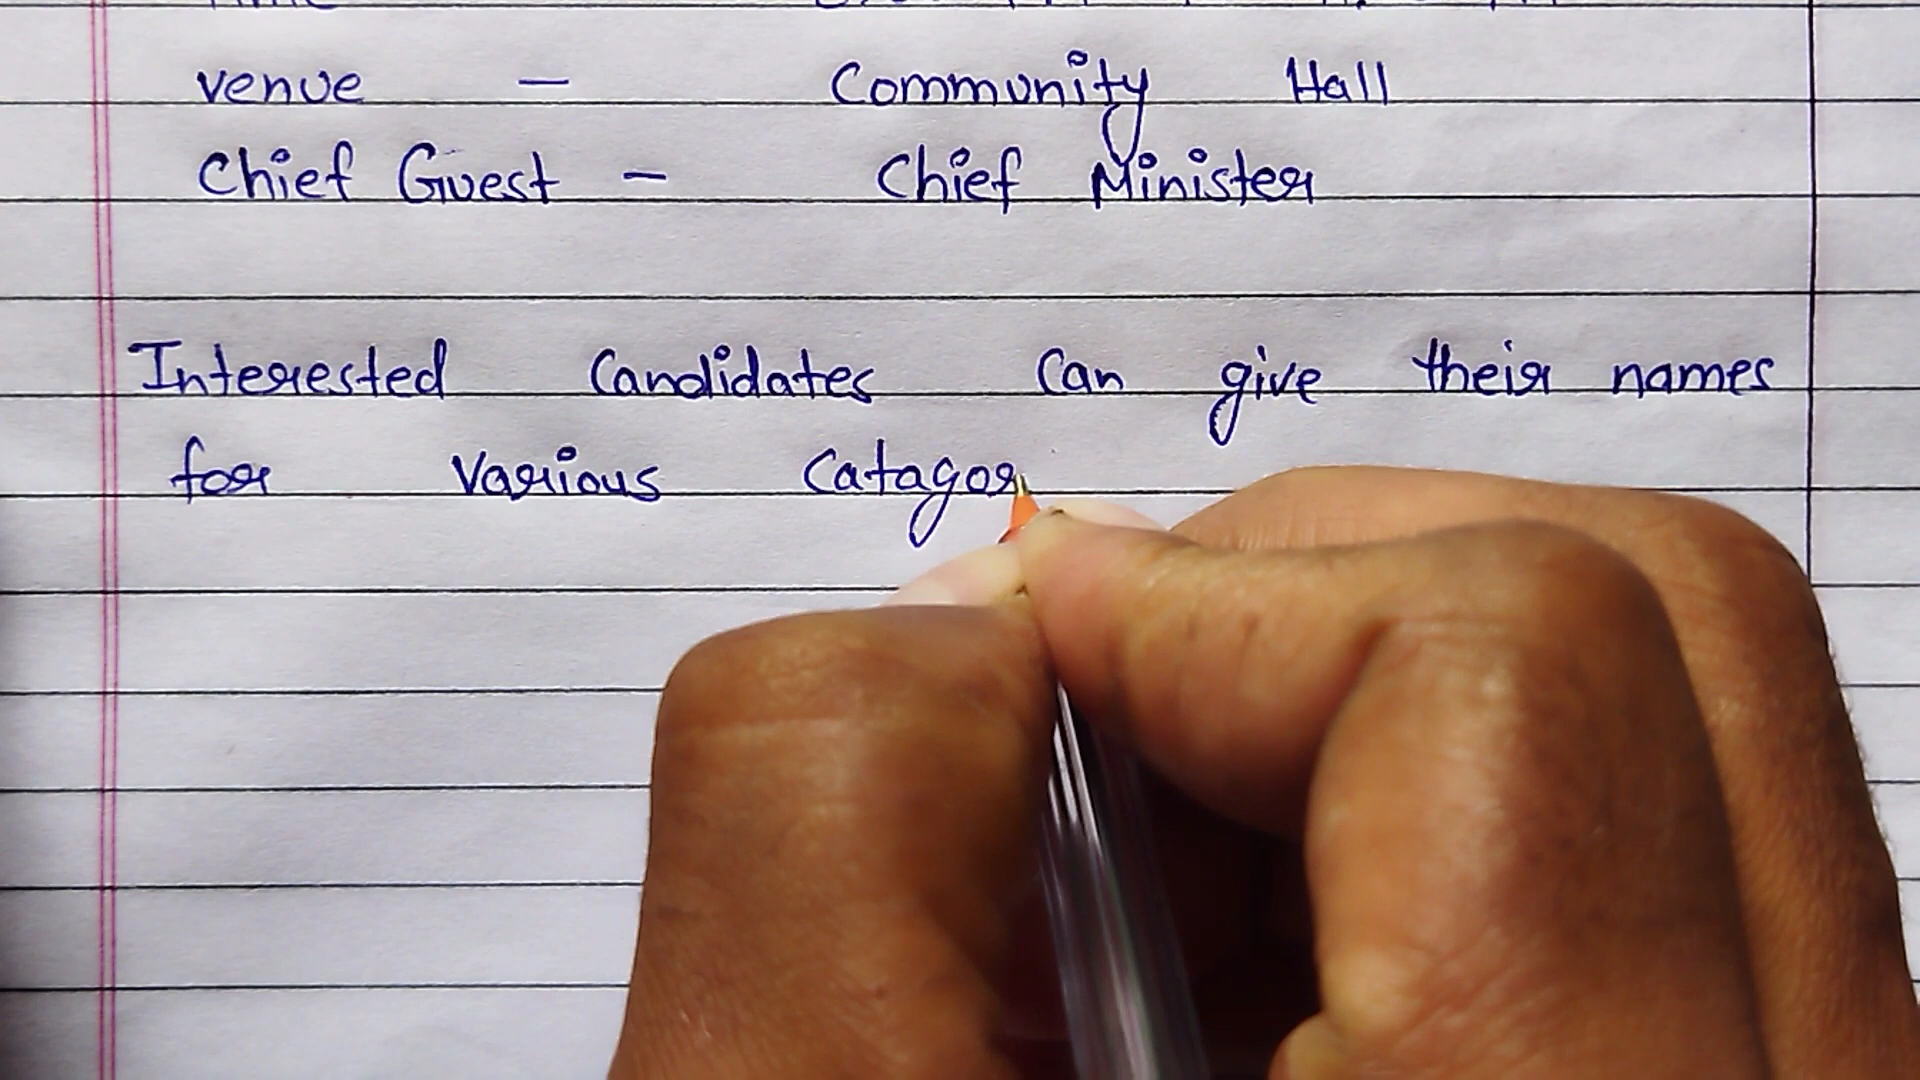 venue - Community Hall
Chief Guest - Chief Minister
Interested Candidates Can give their names
for Various Catagor